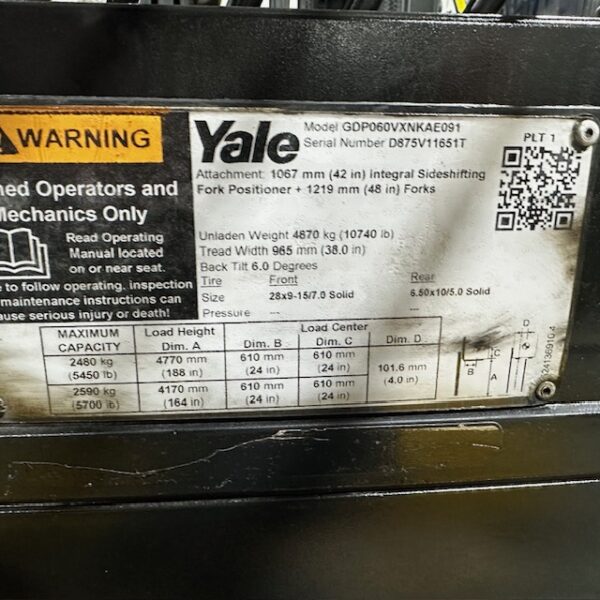 WARNING
ned Operators and
Mechanics Only
Read Operating
Manual located
on or near seat.
e to follow operating, inspection
maintenance instructions can
ause serious injury or death!
Yale
Model GDP060VXNKAE091
Serial Number D875V11651T
PLT 1
Attachment: 1067 mm (42 in) Integral Sideshifting
Fork Positioner + 1219 mm (48 in) Forks
Unladen Weight 4870 kg (10740 lb)
Tread Width 965 mm (38.0 in)
Back Tilt 6.0 Degrees
Tire Front Rear
Size 28x9-15/7.0 Solid 6.50x10/5.0 Solid
Pressure --- ---
MAXIMUM CAPACITY Load Height Dim. A Load Center
Dim. B Dim. C Dim. D
2480 kg 4770 mm 610 mm 610 mm 101.6 mm
(5450 lb) (188 in) (24 in) (24 in) (4.0 in)
2590 kg 4170 mm 610 mm 610 mm
(5700 lb) (164 in) (24 in) (24 in)
D
C
B A